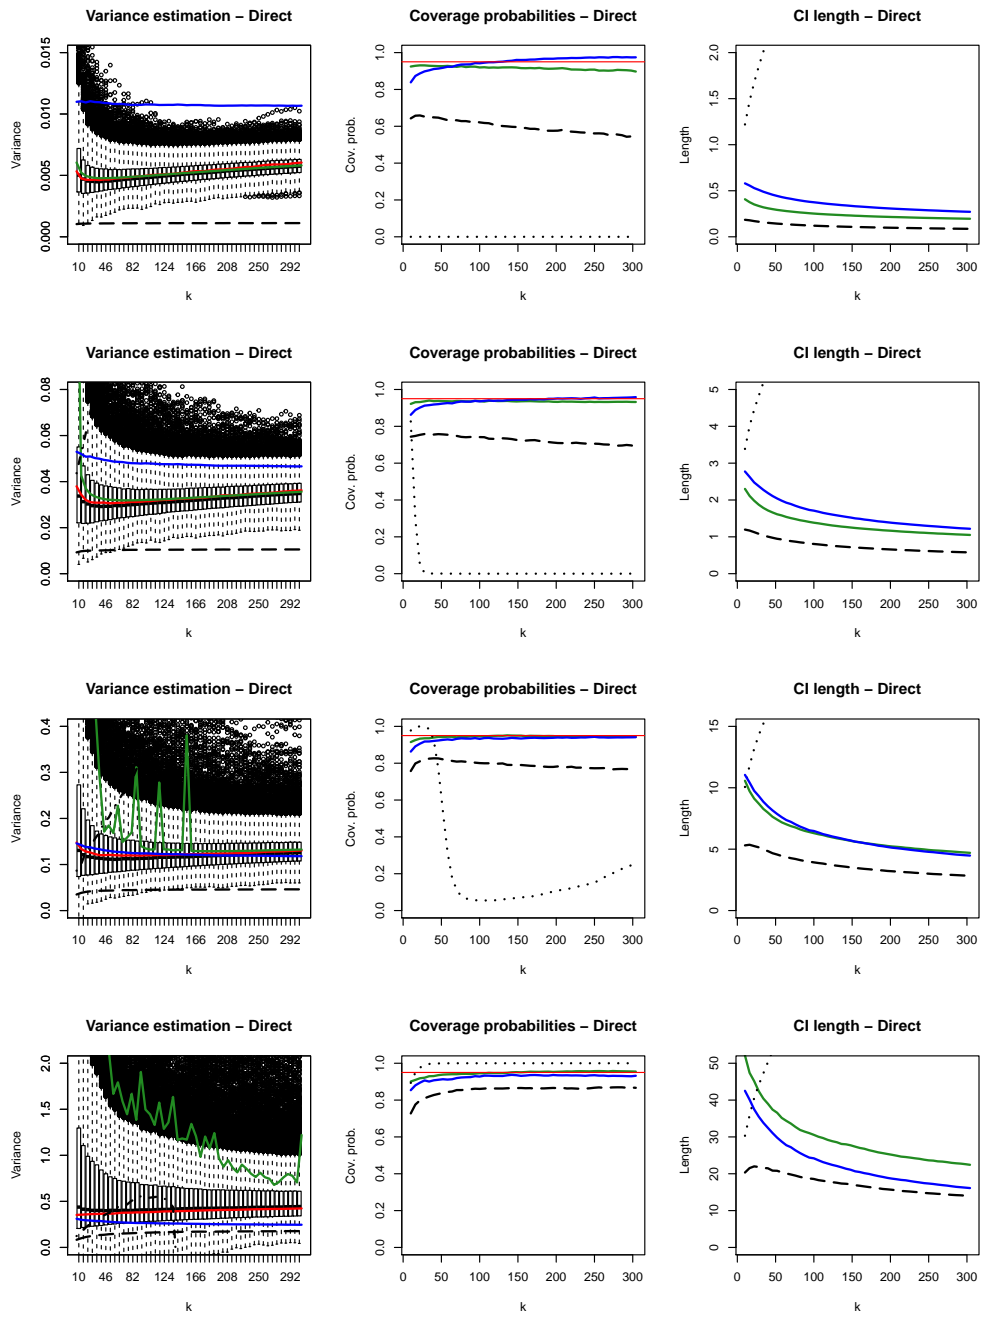 Variance estimation – Direct
Coverage probabilities – Direct
CI length – Direct
Variance
0.000 0.005 0.010 0.015
10 46 82 124 166 208 250 292
k
Cov. prob.
0.0 0.2 0.4 0.6 0.8 1.0
0 50 100 150 200 250 300
k
Length
0.0 0.5 1.0 1.5 2.0
0 50 100 150 200 250 300
k
Variance estimation – Direct
Coverage probabilities – Direct
CI length – Direct
Variance
0.00 0.02 0.04 0.06 0.08
10 46 82 124 166 208 250 292
k
Cov. prob.
0.0 0.2 0.4 0.6 0.8 1.0
0 50 100 150 200 250 300
k
Length
0 1 2 3 4 5
0 50 100 150 200 250 300
k
Variance estimation – Direct
Coverage probabilities – Direct
CI length – Direct
Variance
0.0 0.1 0.2 0.3 0.4
10 46 82 124 166 208 250 292
k
Cov. prob.
0.0 0.2 0.4 0.6 0.8 1.0
0 50 100 150 200 250 300
k
Length
0 5 10 15
0 50 100 150 200 250 300
k
Variance estimation – Direct
Coverage probabilities – Direct
CI length – Direct
Variance
0.0 0.5 1.0 1.5 2.0
10 46 82 124 166 208 250 292
k
Cov. prob.
0.0 0.2 0.4 0.6 0.8 1.0
0 50 100 150 200 250 300
k
Length
0 10 20 30 40 50
0 50 100 150 200 250 300
k